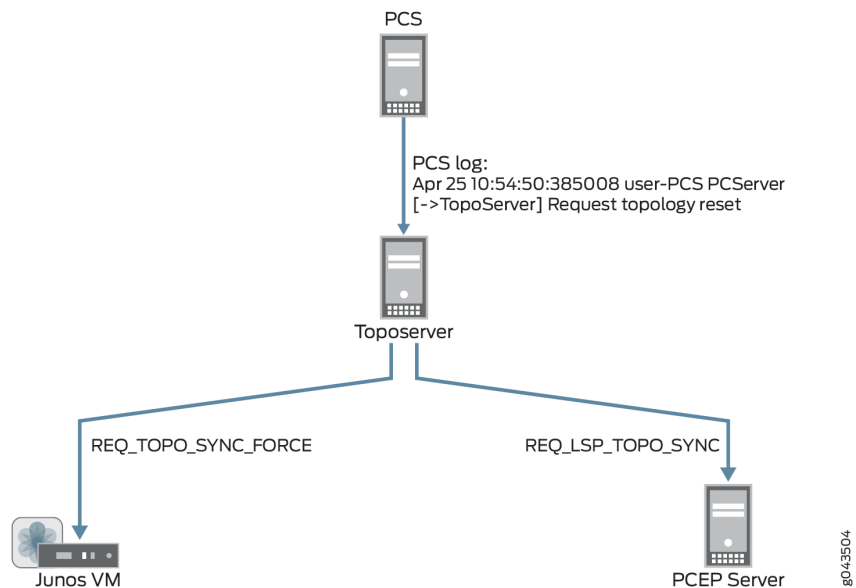 PCS
PCS log:
Apr 25 10:54:50:385008 user-PCS PCServer
[->TopoServer] Request topology reset
Toposerver
REQ_TOPO_SYNC_FORCE
REQ_LSP_TOPO_SYNC
Junos VM
PCEP Server
g043504